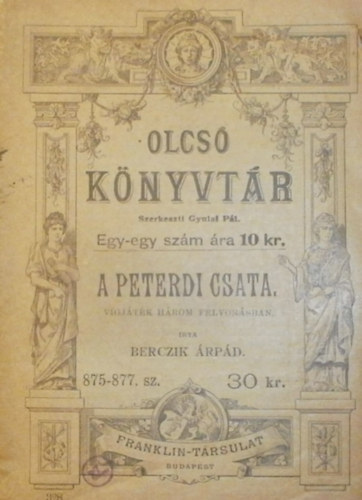 OLCSÓ
KÖNYVTÁR
Szerkeszti Gyulai Pál.
Egy-egy szám ára 10 kr.
A PETERDI CSATA.
VIGJÁTÉK HÁROM FELVONÁSBAN.
IRTA
BERCZIK ÁRPÁD.
875-877. sz. 30 kr.
FRANKLIN-TÁRSULAT
BUDAPEST